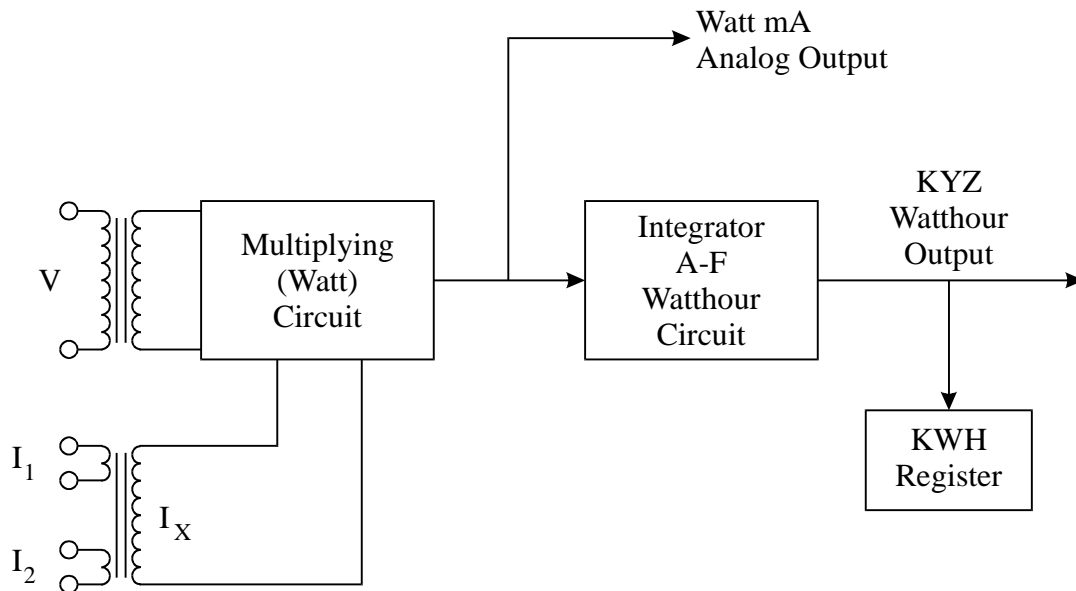 Watt mA
Analog Output
KYZ
Watthour
Output
Multiplying
(Watt)
Circuit
Integrator
A-F
Watthour
Circuit
V
KWH
Register
I1
IX
I2